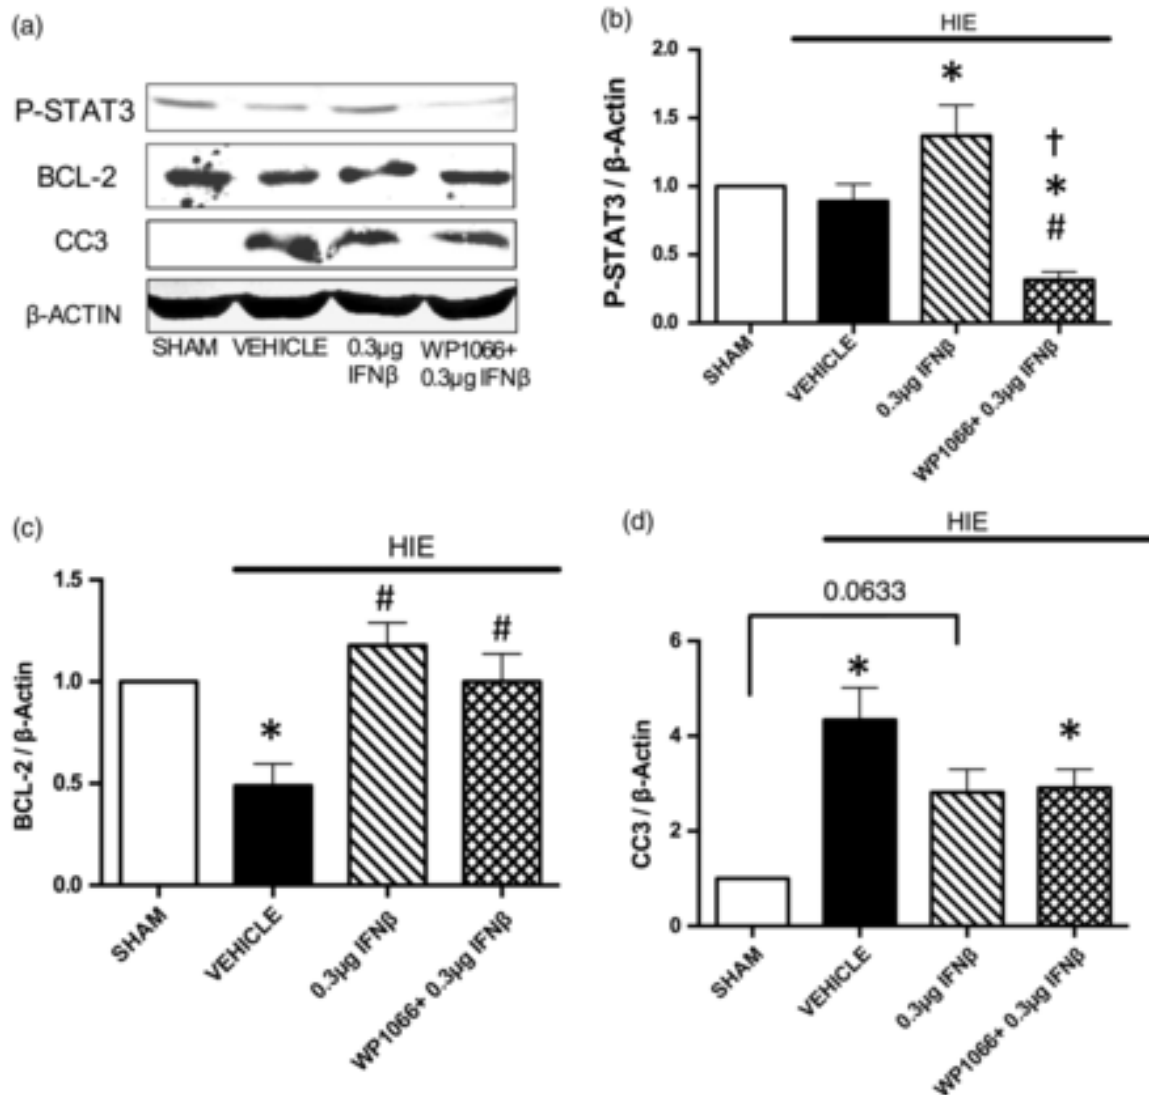 (a)
P-STAT3
BCL-2
CC3
β-ACTIN
SHAM VEHICLE 0.3µg IFNβ WP1066+ 0.3µg IFNβ
(b)
HIE
P-STAT3 / β-Actin
2.0
1.5
1.0
0.5
0.0
*
†
*
#
SHAM
VEHICLE
0.3µg IFNβ
WP1066+ 0.3µg IFNβ
(c)
HIE
BCL-2 / β-Actin
1.5
1.0
0.5
0.0
*
#
#
SHAM
VEHICLE
0.3µg IFNβ
WP1066+ 0.3µg IFNβ
(d)
HIE
0.0633
CC3 / β-Actin
6
4
2
0
*
*
SHAM
VEHICLE
0.3µg IFNβ
WP1066+ 0.3µg IFNβ